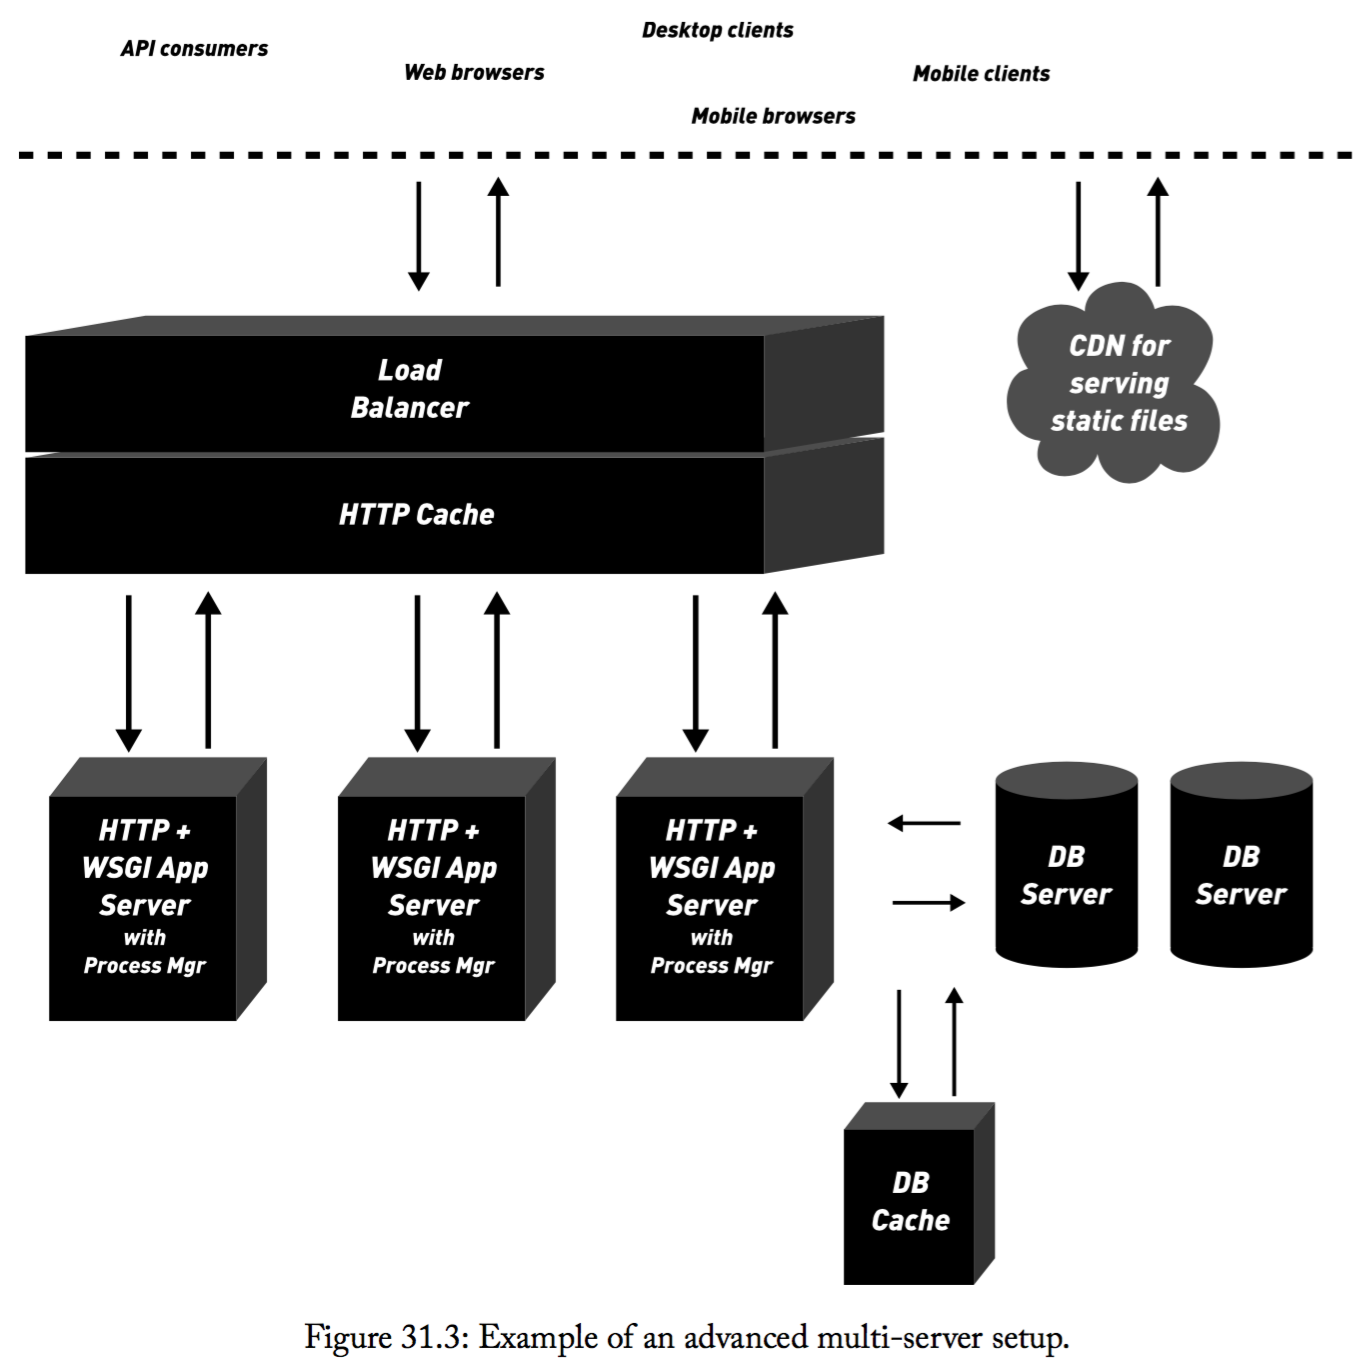 Desktop clients
API consumers
Web browsers
Mobile clients
Mobile browsers
Load
Balancer
CDN for
serving
static files
HTTP Cache
HTTP +
WSGI App
Server
with
Process Mgr
HTTP +
WSGI App
Server
with
Process Mgr
HTTP +
WSGI App
Server
with
Process Mgr
DB
Server
DB
Server
DB
Cache
Figure 31.3: Example of an advanced multi-server setup.